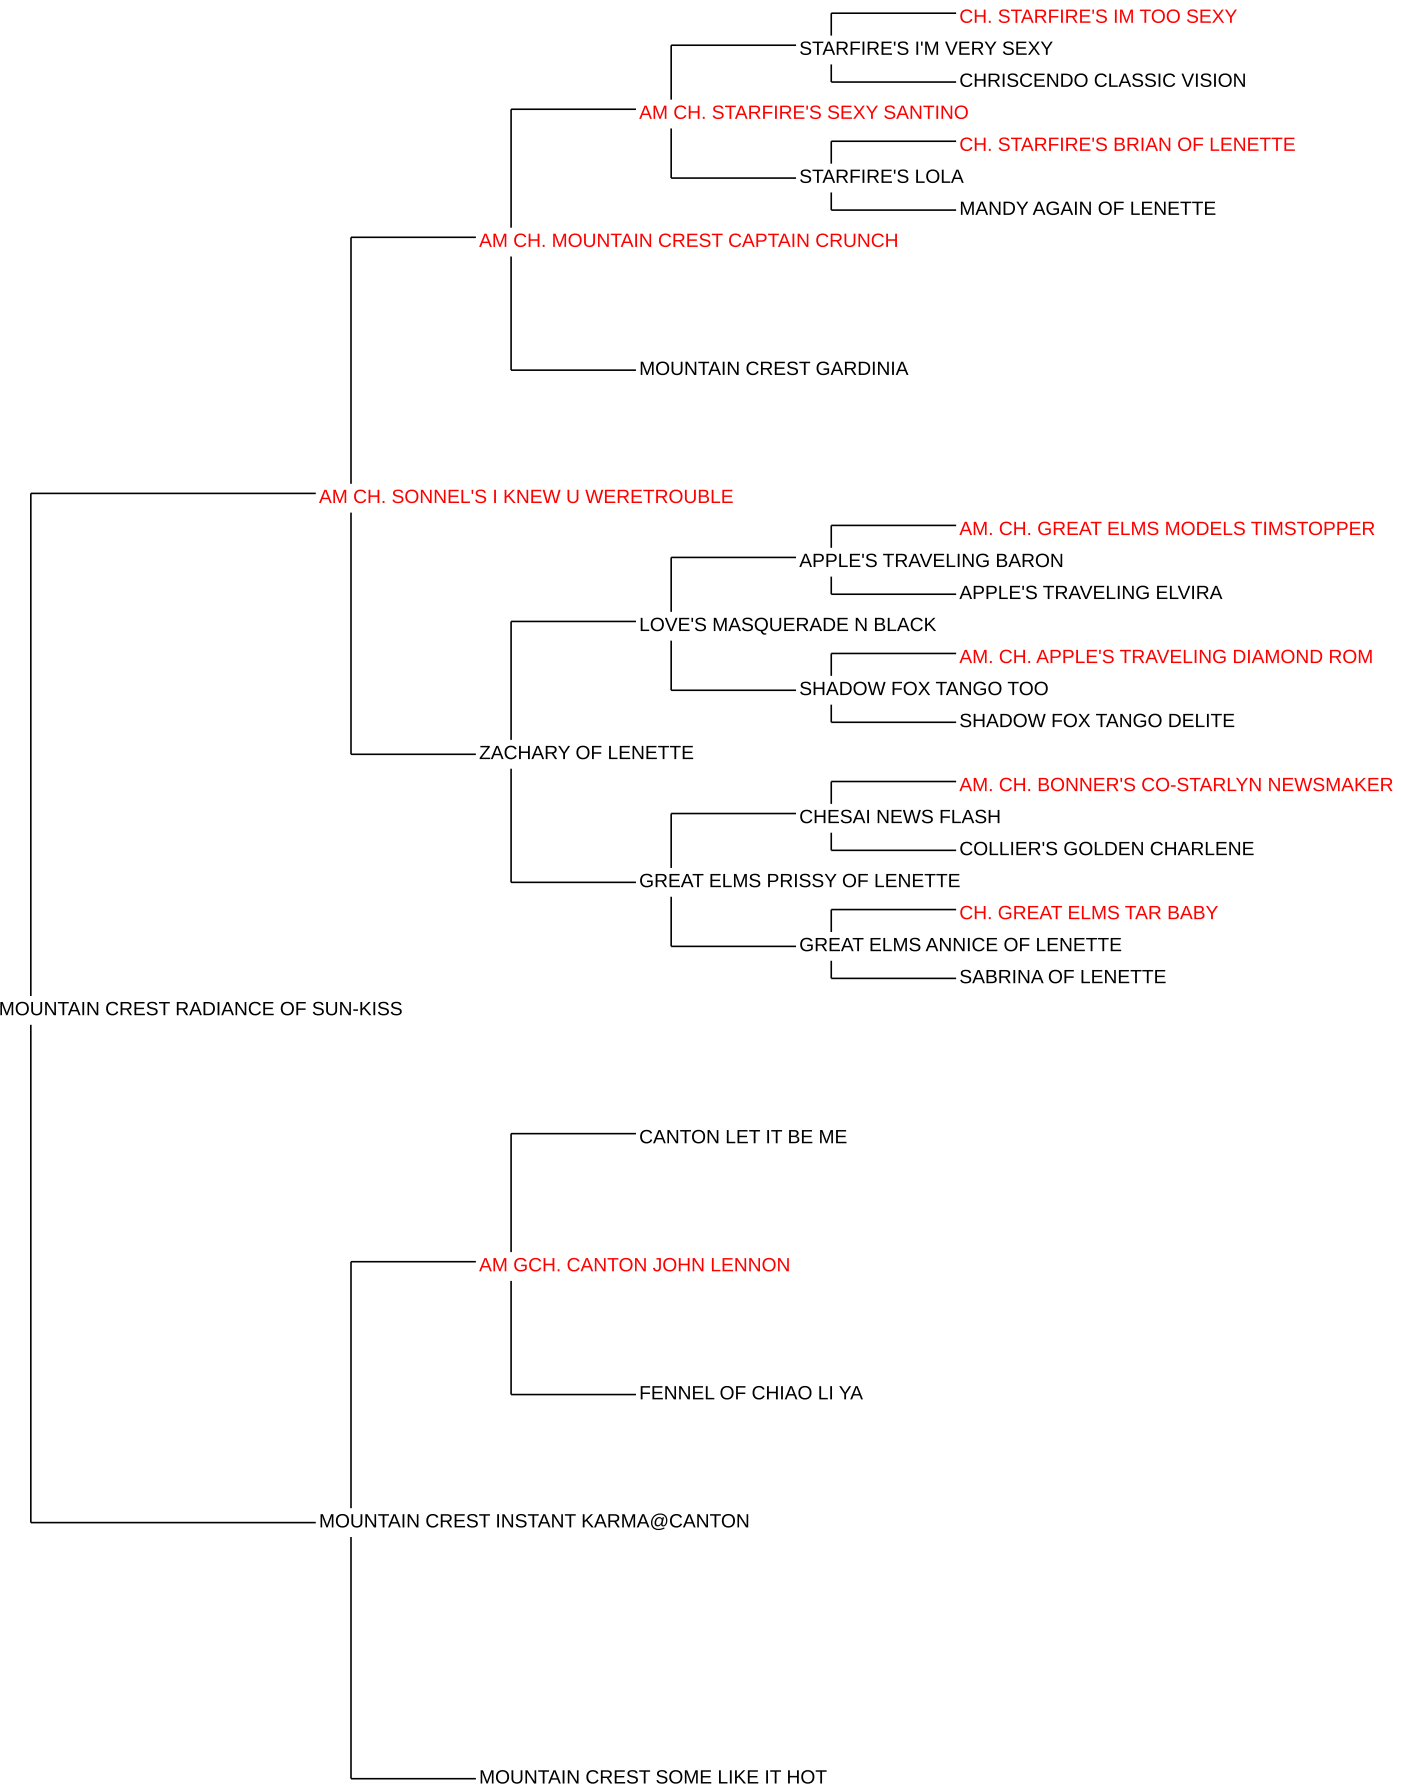 CH. STARFIRE'S IM TOO SEXY
STARFIRE'S I'M VERY SEXY
CHRISCENDO CLASSIC VISION
AM CH. STARFIRE'S SEXY SANTINO
CH. STARFIRE'S BRIAN OF LENETTE
STARFIRE'S LOLA
MANDY AGAIN OF LENETTE
AM CH. MOUNTAIN CREST CAPTAIN CRUNCH
MOUNTAIN CREST GARDINIA
AM CH. SONNEL'S I KNEW U WERETROUBLE
AM. CH. GREAT ELMS MODELS TIMSTOPPER
APPLE'S TRAVELING BARON
APPLE'S TRAVELING ELVIRA
LOVE'S MASQUERADE N BLACK
AM. CH. APPLE'S TRAVELING DIAMOND ROM
SHADOW FOX TANGO TOO
SHADOW FOX TANGO DELITE
ZACHARY OF LENETTE
AM. CH. BONNER'S CO-STARLYN NEWSMAKER
CHESAI NEWS FLASH
COLLIER'S GOLDEN CHARLENE
GREAT ELMS PRISSY OF LENETTE
CH. GREAT ELMS TAR BABY
GREAT ELMS ANNICE OF LENETTE
SABRINA OF LENETTE
MOUNTAIN CREST RADIANCE OF SUN-KISS
CANTON LET IT BE ME
AM GCH. CANTON JOHN LENNON
FENNEL OF CHIAO LI YA
MOUNTAIN CREST INSTANT KARMA@CANTON
MOUNTAIN CREST SOME LIKE IT HOT